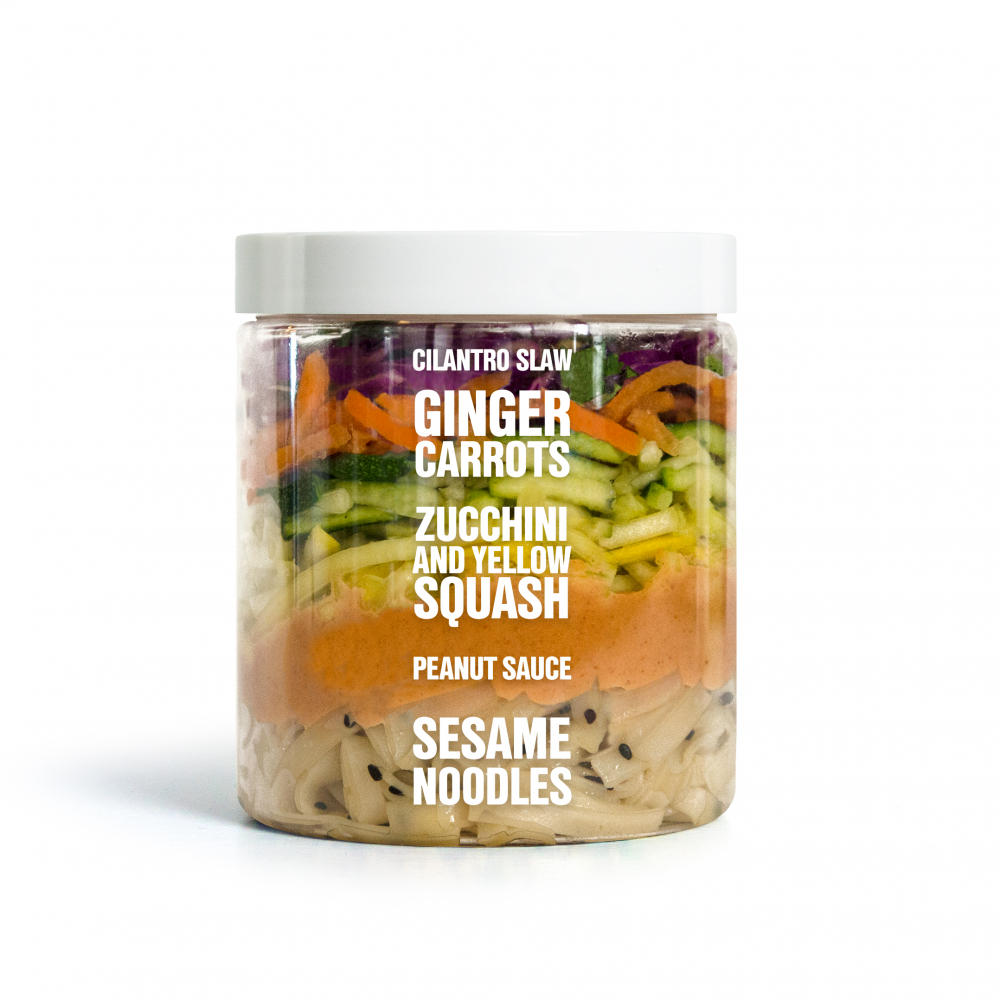 CILANTRO SLAW
GINGER
CARROTS
ZUCCHINI
AND YELLOW
SQUASH
PEANUT SAUCE
SESAME
NOODLES